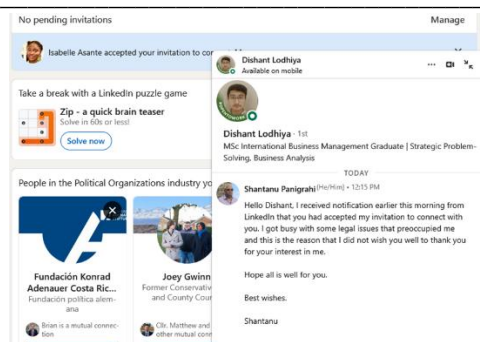 No pending invitations
Manage
Isabelle Asante accepted your invitation to
Dishant Lodhiya
Available on mobile
Take a break with a LinkedIn puzzle game
Zip - a quick brain teaser
Solve in 60s or less!
Solve now
People in the Political Organizations industry
Fundación Konrad
Adenauer Costa Ric...
Fundación política alem-
ana
Brian is a mutual connec-
tion
Joey Gwinn
Former Conservativ
and County Cour
Cllr. Matthew and
other mutual conn
Dishant Lodhiya · 1st
MSc International Business Management Graduate | Strategic Problem-
Solving, Business Analysis
TODAY
Shantanu Panigrahi (He/Him) • 12:15 PM
Hello Dishant, I received notification earlier this morning from
LinkedIn that you had accepted my invitation to connect with
you. I got busy with some legal issues that preoccupied me
and this is the reason that I did not wish you well to thank you
for your interest in me.
Hope all is well for you.
Best wishes.
Shantanu